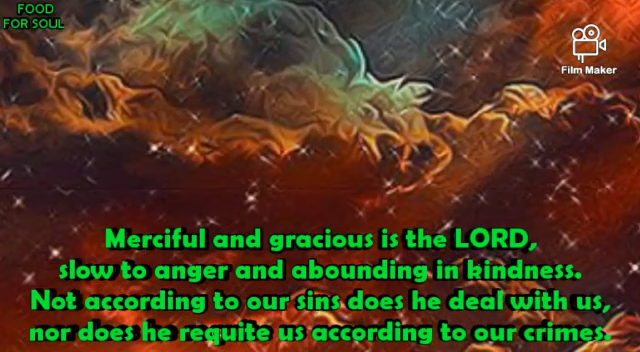 FOOD
FOR SOUL
Film Maker
Merciful and gracious is the LORD,
slow to anger and abounding in kindness.
Not according to our sins does he deal with us,
nor does he requite us according to our crimes.